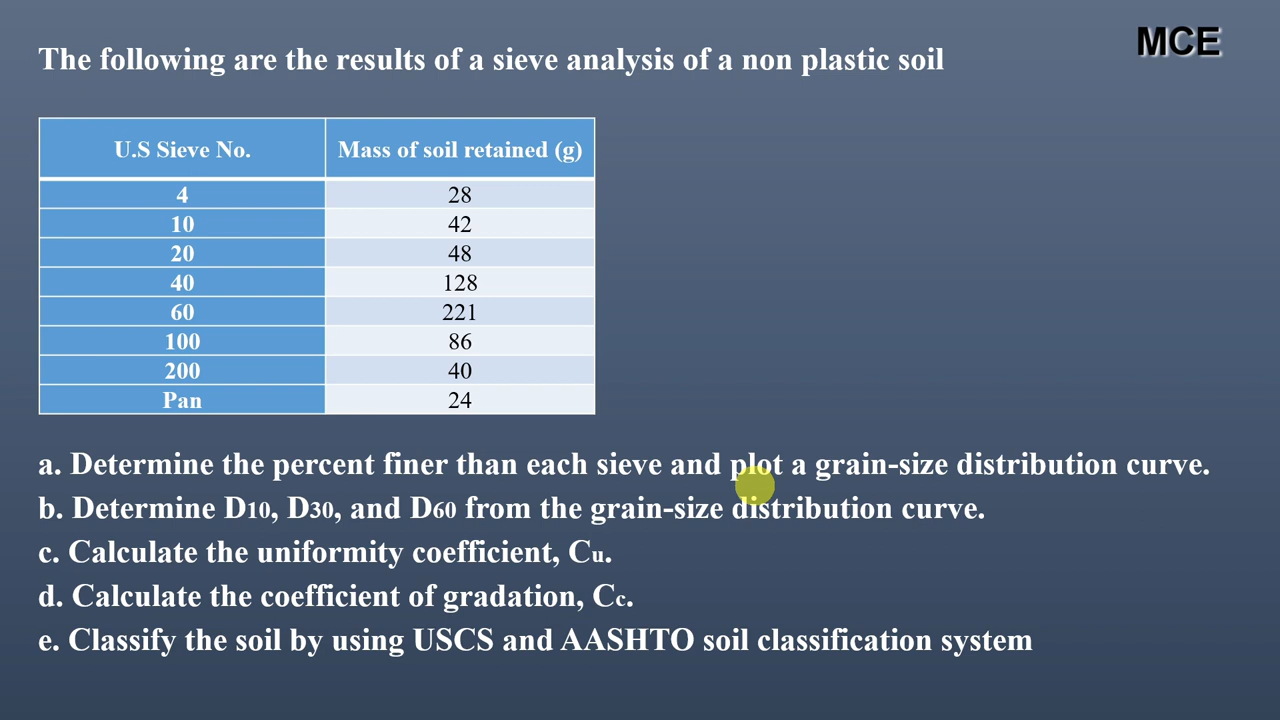 MCE
The following are the results of a sieve analysis of a non plastic soil
U.S Sieve No. Mass of soil retained (g)
4 28
10 42
20 48
40 128
60 221
100 86
200 40
Pan 24
a. Determine the percent finer than each sieve and plot a grain-size distribution curve.
b. Determine D10, D30, and D60 from the grain-size distribution curve.
c. Calculate the uniformity coefficient, Cu.
d. Calculate the coefficient of gradation, Cc.
e. Classify the soil by using USCS and AASHTO soil classification system